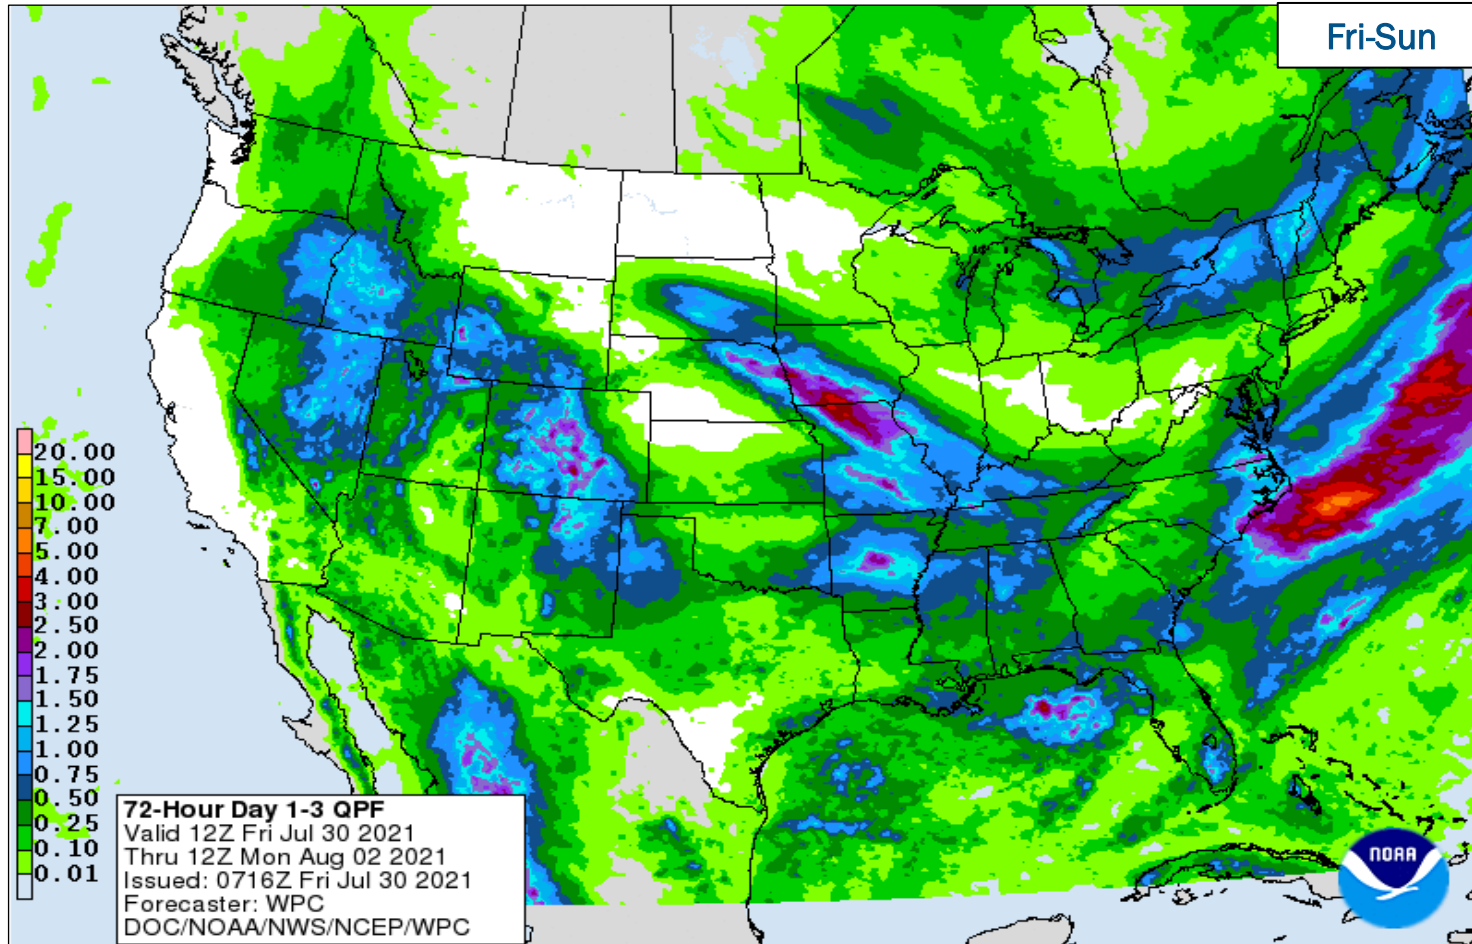 Fri-Sun
20.00
15.00
10.00
7.00
5.00
4.00
3.00
2.50
2.00
1.75
1.50
1.25
1.00
0.75
0.50
0.25
0.10
0.01
72-Hour Day 1-3 QPF
Valid 12Z Fri Jul 30 2021
Thru 12Z Mon Aug 02 2021
Issued: 0716Z Fri Jul 30 2021
Forecaster: WPC
DOC/NOAA/NWS/NCEP/WPC
NOAA